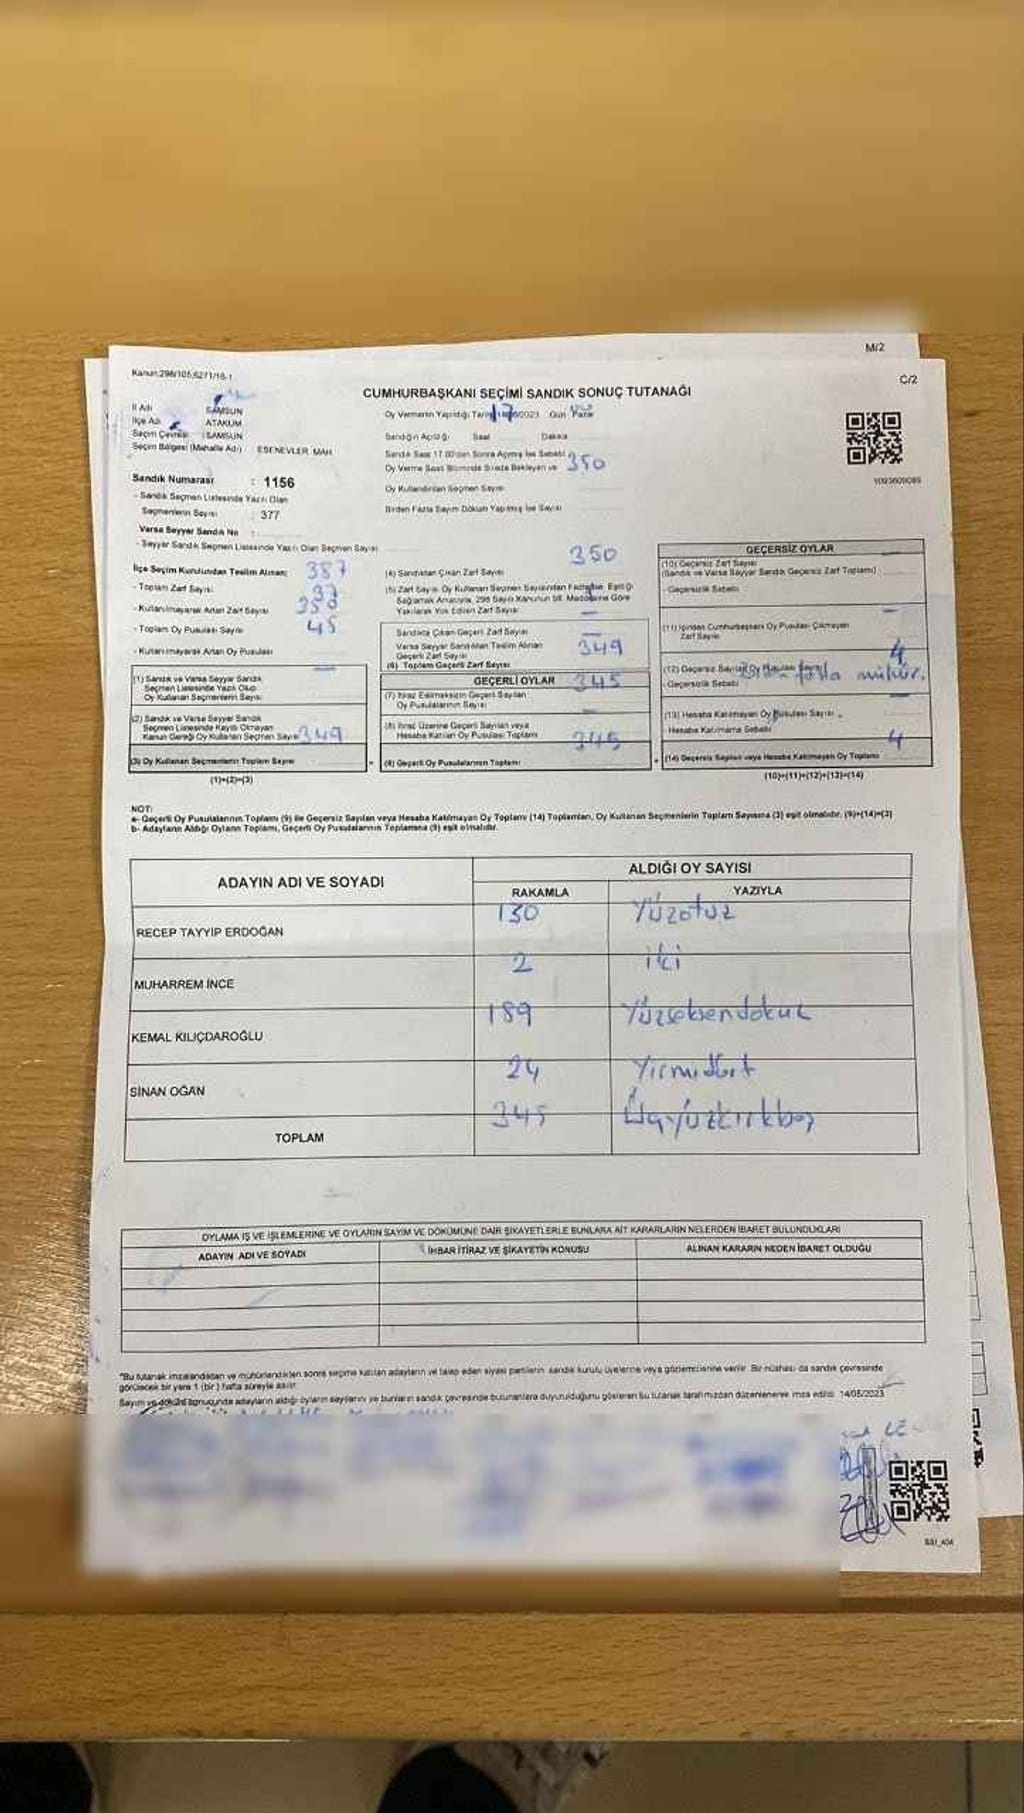 M/2
Kanun:298/105,6271/16-1
C/2
CUMHURBAŞKANI SEÇİMİ SANDIK SONUÇ TUTANAĞI
İl Adı SAMSUN
İlçe Adı ATAKUM
Seçim Çevresi SAMSUN
Seçim Bölgesi (Mahalle Adı) ESENEVLER MAH
Sandık Numarası : 1156
- Sandık Seçmen Listesinde Yazılı Olan
Seçmenlerin Sayısı : 377
Varsa Seyyar Sandık No :
- Seyyar Sandık Seçmen Listesinde Yazılı Olan Seçmen Sayısı
Oy Vermenin Yapıldığı Tarih /2023 Gün Pazar
17
Sandığın Açıldığı Saat Dakika
Sandık Saat 17.00'den Sonra Açılmış İse Sebebi
Oy Verme Saati Bitiminde Sırada Bekleyen ve 350
Oy Kullandırılan Seçmen Sayısı
Birden Fazla Sayım Döküm Yapılmış İse Sayısı
1093609089
İlçe Seçim Kurulundan Teslim Alınan: 387
- Toplam Zarf Sayısı 37
- Kullanılmayarak Artan Zarf Sayısı
- Toplam Oy Pusulası Sayısı 45
- Kullanılmayarak Artan Oy Pusulası
(1) Sandık ve Varsa Seyyar Sandık
Seçmen Listesinde Yazılı Olup
Oy Kullanan Seçmenlerin Sayısı
(2) Sandık ve Varsa Seyyar Sandık
Seçmen Listesinde Kayıtlı Olmayan
Kanun Gereği Oy Kullanan Seçmen Sayısı 349
(3) Oy Kullanan Seçmenlerin Toplam Sayısı
(1)+(2)=(3)
350
(4) Sandıktan Çıkan Zarf Sayısı
(5) Zarf Sayısı Oy Kullanan Seçmen Sayısından Fazla İse, Eşitliği
Sağlamak Amacıyla, 298 Sayılı Kanunun 98. Maddesine Göre
Yakılarak Yok Edilen Zarf Sayısı
Sandıkta Çıkan Geçerli Zarf Sayısı
Varsa Seyyar Sandıktan Teslim Alınan
Geçerli Zarf Sayısı 349
(6) Toplam Geçerli Zarf Sayısı
GEÇERLİ OYLAR 345
(7) İtiraz Edilmeksizin Geçerli Sayılan
Oy Pusulalarının Sayısı
(8) İtiraz Üzerine Geçerli Sayılan veya
Hesaba Katılan Oy Pusulası Toplamı 345
(9) Geçerli Oy Pusulalarının Toplamı
GEÇERSİZ OYLAR
(10) Geçersiz Zarf Sayısı
(Sandık ve Varsa Seyyar Sandık Geçersiz Zarf Toplamı)
- Geçersizlik Sebebi
(11) İçinden Cumhurbaşkanı Oy Pusulası Çıkmayan
Zarf Sayısı
4
(12) Geçersiz Sayılan Oy Pusulası Sayısı
- Geçersizlik Sebebi fazla mühür.
(13) Hesaba Katılmayan Oy Pusulası Sayısı
Hesaba Katılmama Sebebi
4
(14) Geçersiz Sayılan veya Hesaba Katılmayan Oy Toplamı
(10)+(11)+(12)+(13)=(14)
NOT:
a- Geçerli Oy Pusulalarının Toplamı (9) ile Geçersiz Sayılan veya Hesaba Katılmayan Oy Toplamı (14) Toplamları, Oy Kullanan Seçmenlerin Toplam Sayısına (3) eşit olmalıdır. (9)+(14)=(3)
b- Adayların Aldığı Oyların Toplamı, Geçerli Oy Pusulalarının Toplamına (9) eşit olmalıdır.
ADAYIN ADI VE SOYADI ALDIĞI OY SAYISI
RAKAMLA YAZIYLA
RECEP TAYYIP ERDOĞAN 130 Yüzotuz
MUHARREM İNCE 2 iki
KEMAL KILIÇDAROĞLU 189 Yüzseksendokuz
SİNAN OĞAN 24 Yirmidört
TOPLAM 345 Üçyüzkırkbeş
OYLAMA İŞ VE İŞLEMLERİNE VE OYLARIN SAYIM VE DÖKÜMÜNE DAİR ŞİKAYETLERLE BUNLARA AİT KARARLARIN NELERDEN İBARET BULUNDUKLARI
ADAYIN ADI VE SOYADI İHBAR İTİRAZ VE ŞİKAYETİN KONUSU ALINAN KARARIN NEDEN İBARET OLDUĞU
"Bu tutanak imzalandıktan ve mühürlendikten sonra seçime katılan adayların ve talep eden siyasi partilerin sandık kurulu üyelerine veya gözlemcilerine verilir. Bir nüshası da sandık çevresinde
görülecek bir yere 1 (bir) hafta süreyle asılır.
Sayım ve dökümü sonucunda adayların aldığı oyların sayılarını ve bunların sandık çevresinde bulunanlara duyurulduğunu gösteren bu tutanak tarafımızdan düzenlenerek imza edildi. 14/05/2023
SS1_404